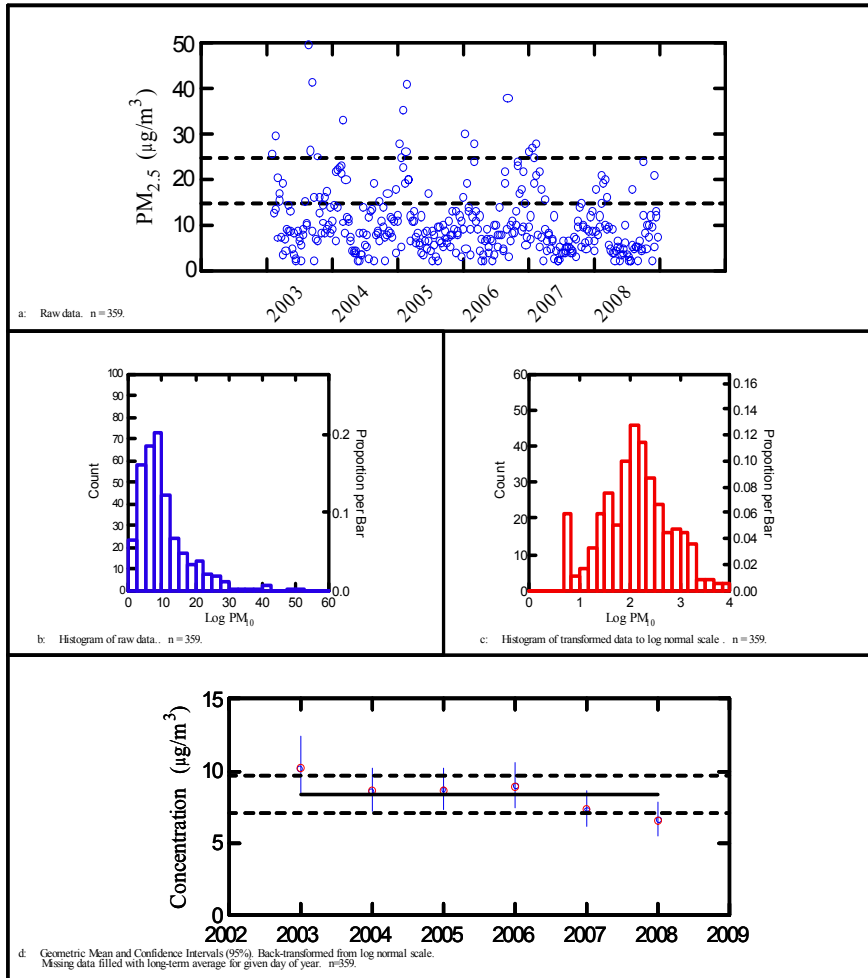 50
40
30
20
10
0
PM2.5 (µg/m³)
2003
2004
2005
2006
2007
2008
a: Raw data. n = 359.
100
90
80
70
60
50
40
30
20
10
0
Count
0.2
0.1
0.0
Proportion per Bar
0 10 20 30 40 50 60
Log PM10
b: Histogram of raw data.. n = 359.
60
50
40
30
20
10
0
Count
0.16
0.14
0.12
0.10
0.08
0.06
0.04
0.02
0.00
Proportion per Bar
0 1 2 3 4
Log PM10
c: Histogram of transformed data to log normal scale . n = 359.
15
10
5
0
Concentration (µg/m³)
2002 2003 2004 2005 2006 2007 2008 2009
d: Geometric Mean and Confidence Intervals (95%). Back-transformed from log normal scale.
Missing data filled with long-term average for given day of year. n=359.